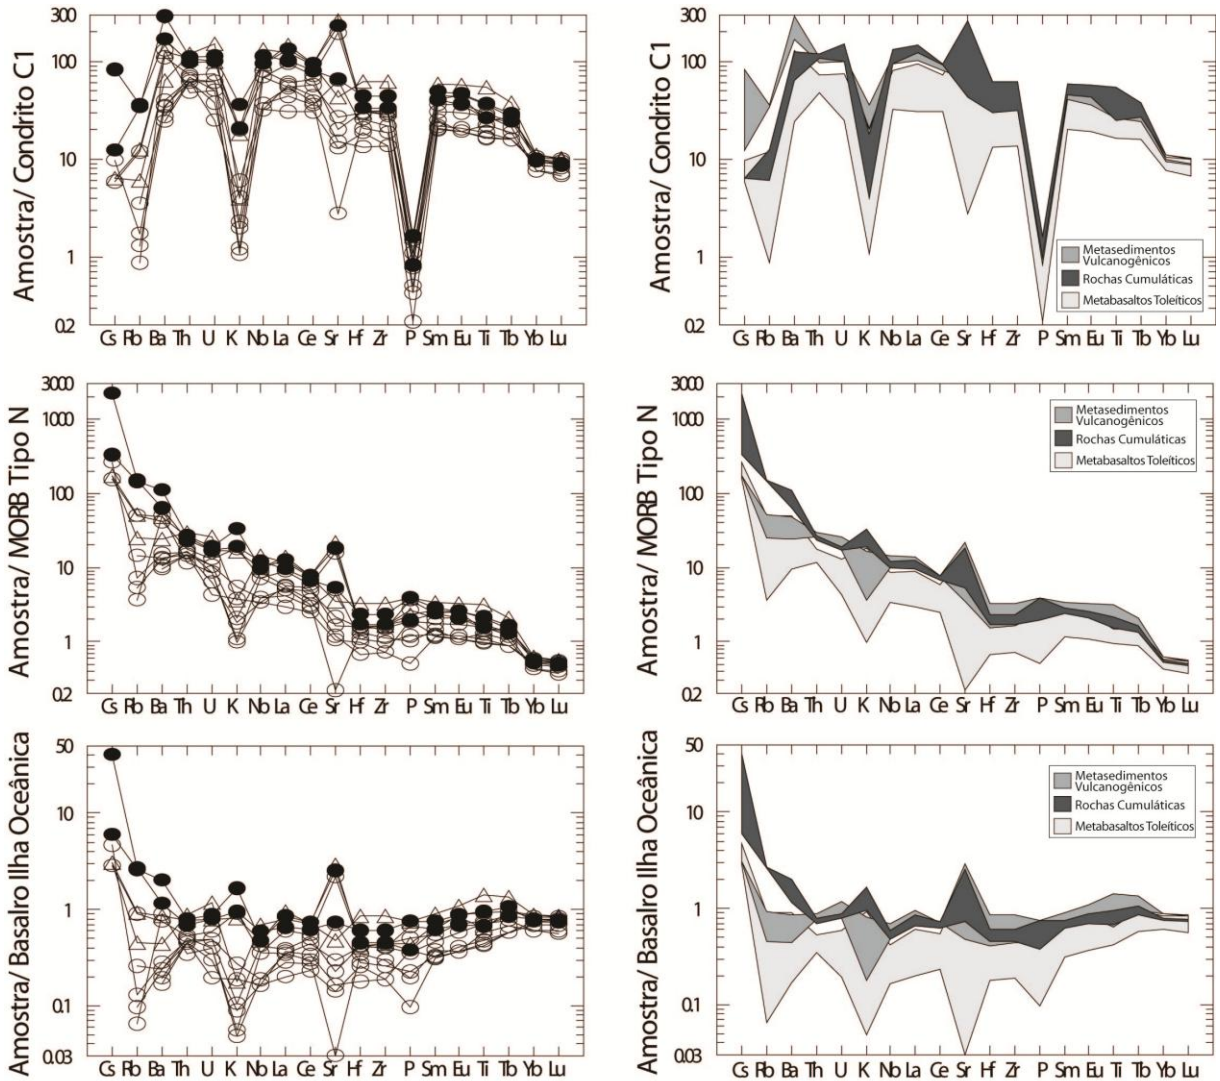 Amostra/ Condrito C1
300
100
10
1
0.2
Cs Rb Ba Th U K Nb La Ce Sr Hf Zr P Sm Eu Ti Tb Yb Lu
Amostra/ Condrito C1
300
100
10
1
0.2
Metasedimentos
Vulcanogênicos
Rochas Cumuláticas
Metabasaltos Toleíticos
Cs Rb Ba Th U K Nb La Ce Sr Hf Zr P Sm Eu Ti Tb Yb Lu
Amostra/ MORB Tipo N
3000
1000
100
10
1
0.2
Cs Rb Ba Th U K Nb La Ce Sr Hf Zr P Sm Eu Ti Tb Yb Lu
Amostra/ MORB Tipo N
3000
1000
100
10
1
0.2
Metasedimentos
Vulcanogênicos
Rochas Cumuláticas
Metabasaltos Toleíticos
Cs Rb Ba Th U K Nb La Ce Sr Hf Zr P Sm Eu Ti Tb Yb Lu
Amostra/ Basalro Ilha Oceânica
50
10
1
0.1
0.03
Cs Rb Ba Th U K Nb La Ce Sr Hf Zr P Sm Eu Ti Tb Yb Lu
Amostra/ Basalro Ilha Oceânica
50
10
1
0.1
0.03
Metasedimentos
Vulcanogênicos
Rochas Cumuláticas
Metabasaltos Toleíticos
Cs Rb Ba Th U K Nb La Ce Sr Hf Zr P Sm Eu Ti Tb Yb Lu